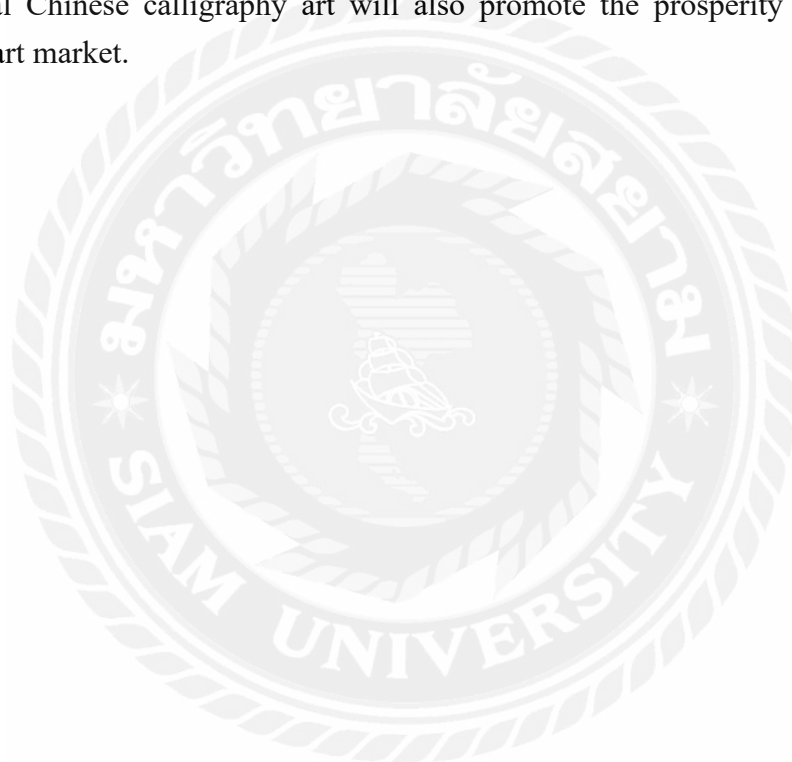 Chinese calligraphy art will also promote the prosperity
art market.
มหาวิทยาลัยสยาม
SIAM UNIVERSITY